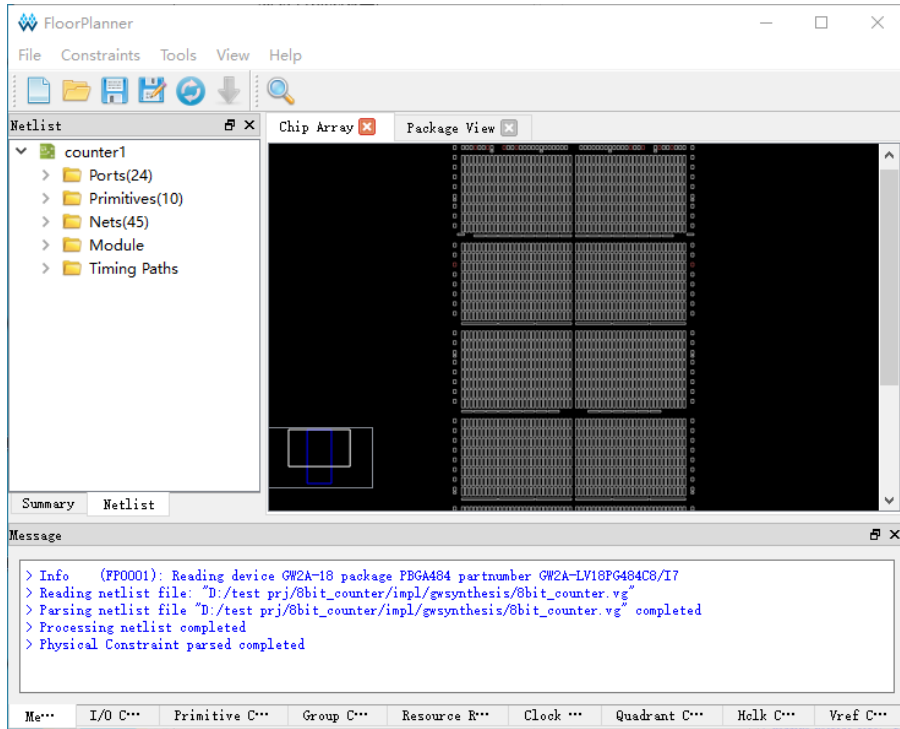 FloorPlanner
File Constraints Tools View Help
Netlist
Chip Array Package View
counter1
Ports(24)
Primitives(10)
Nets(45)
Module
Timing Paths
Summary Netlist
Message
> Info (FP0001): Reading device GW2A-18 package PBGA484 partnumber GW2A-LV18PG484C8/I7
> Reading netlist file: "D:/test prj/8bit_counter/impl/gwsynthesis/8bit_counter.vg"
> Parsing netlist file "D:/test prj/8bit_counter/impl/gwsynthesis/8bit_counter.vg" completed
> Processing netlist completed
> Physical Constraint parsed completed
Me··· I/O C··· Primitive C··· Group C··· Resource R··· Clock ··· Quadrant C··· Hclk C··· Vref C···